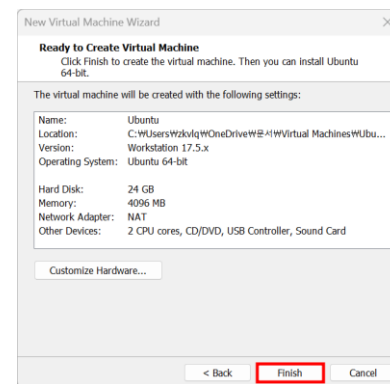 New Virtual Machine Wizard
Ready to Create Virtual Machine
Click Finish to create the virtual machine. Then you can install Ubuntu
64-bit.
The virtual machine will be created with the following settings:
Name: Ubuntu
Location: C:₩Users₩zkvlq₩OneDrive₩문서₩Virtual Machines₩Ubu...
Version: Workstation 17.5.x
Operating System: Ubuntu 64-bit
Hard Disk: 24 GB
Memory: 4096 MB
Network Adapter: NAT
Other Devices: 2 CPU cores, CD/DVD, USB Controller, Sound Card
Customize Hardware...
< Back Finish Cancel